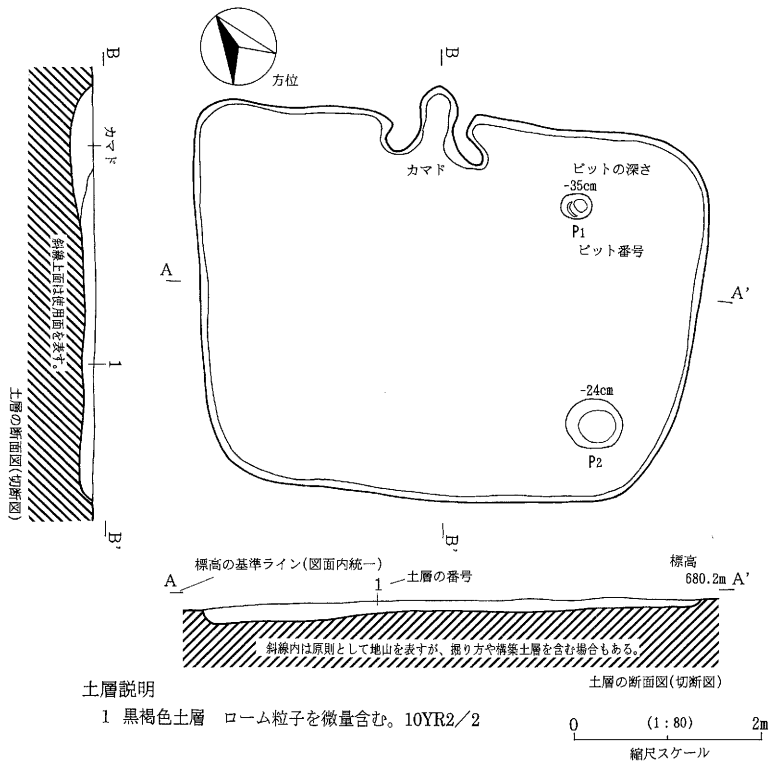 B
B
方位
カマド
カマド
ピットの深さ
-35cm
P1
ピット番号
A
A'
斜線上面は使用面を表す。
1
-24cm
P2
土層の断面図(切断図)
B'
B'
標高の基準ライン(図面内統一)
標高
A
1
土層の番号
680.2m A'
斜線内は原則として地山を表すが、掘り方や構築土層を含む場合もある。
土層の断面図(切断図)
土層説明
1 黒褐色土層 ローム粒子を微量含む。10YR2/2
0 (1:80) 2m
縮尺スケール